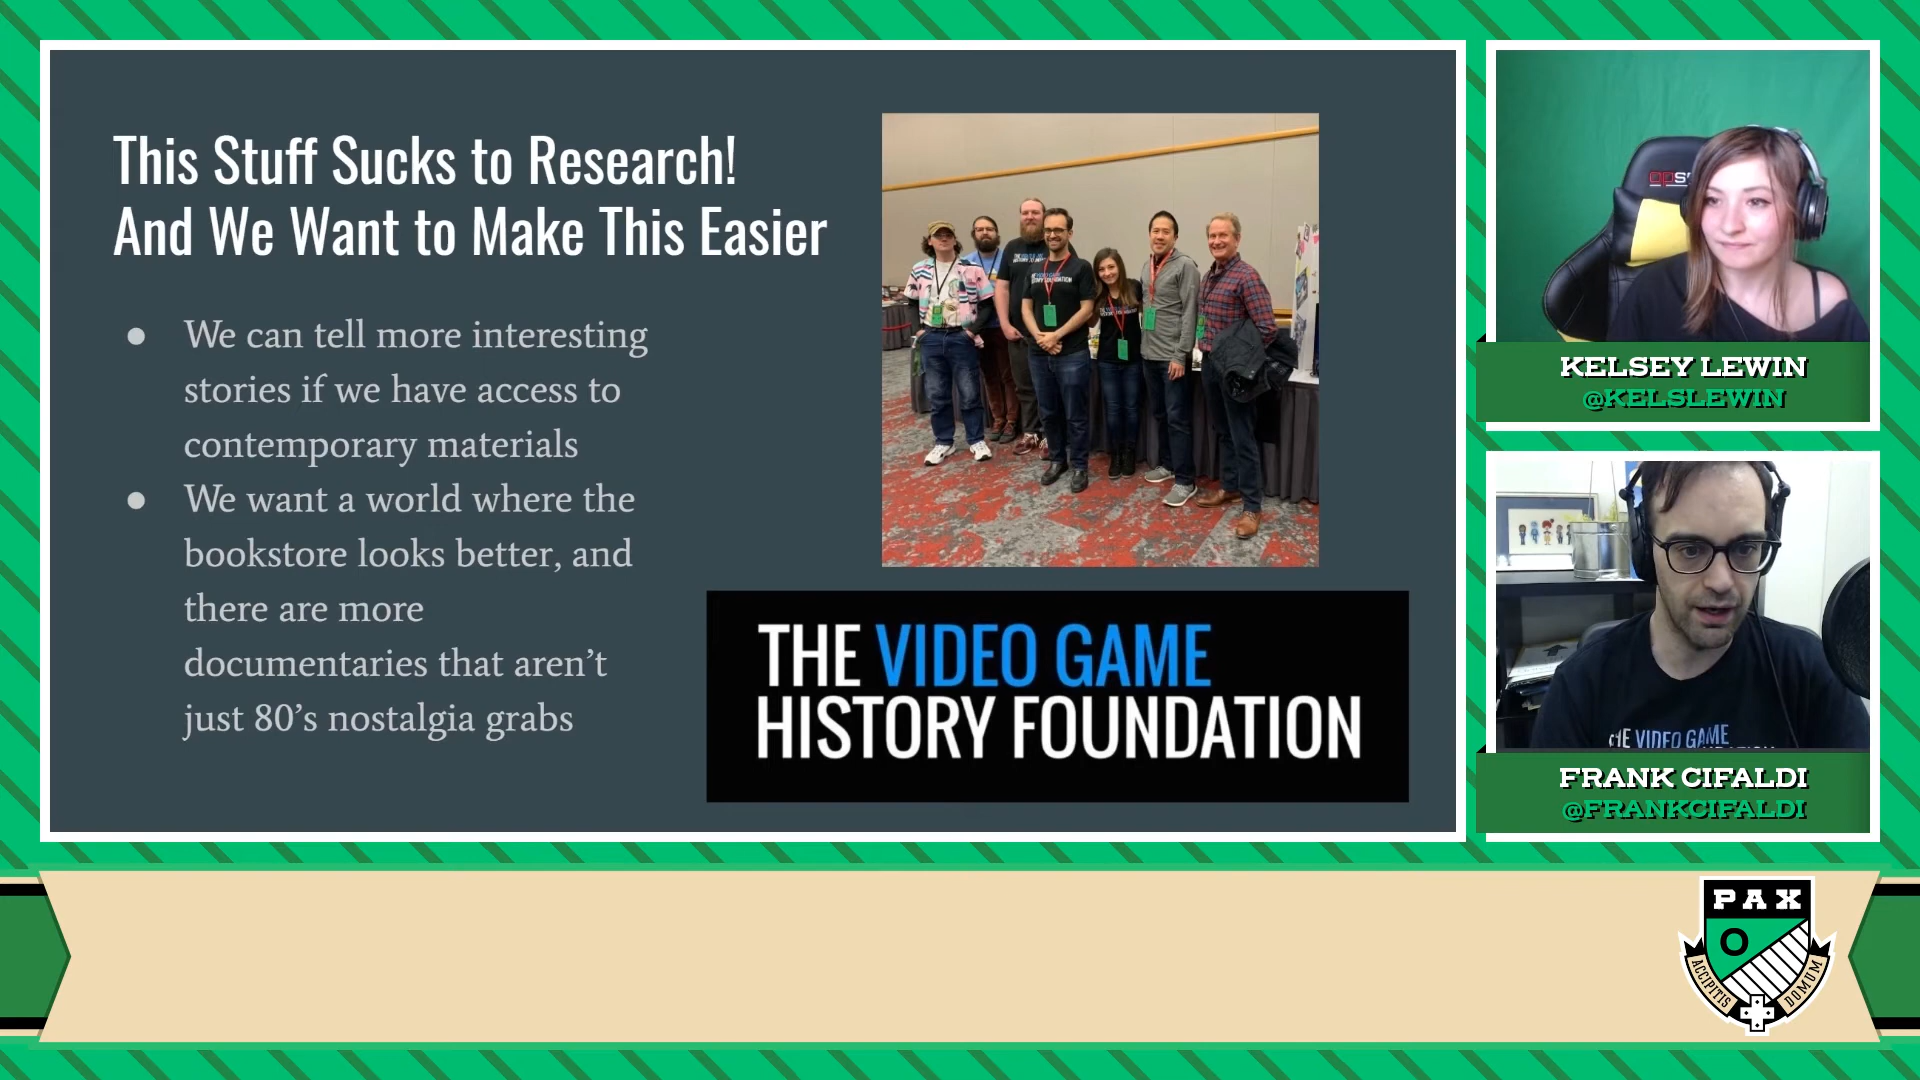 This Stuff Sucks to Research!
And We Want to Make This Easier
● We can tell more interesting
stories if we have access to
contemporary materials
● We want a world where the
bookstore looks better, and
there are more
documentaries that aren’t
just 80’s nostalgia grabs
THE VIDEO GAME
HISTORY FOUNDATION
KELSEY LEWIN
@KELSLEWIN
THE VIDEO GAME
FRANK CIFALDI
@FRANKCIFALDI
PAX
O
ACCIPITIS DOMUM